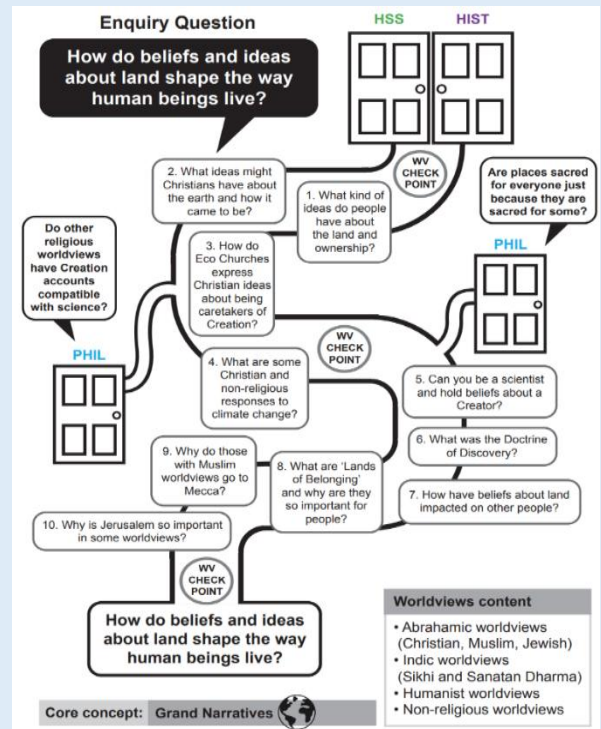 Enquiry Question
HSS
HIST
How do beliefs and ideas
about land shape the way
human beings live?
WV
CHECK
POINT
2. What ideas might
Christians have about
the earth and how it
came to be?
1. What kind of
ideas do people
have about
the land and
ownership?
Are places sacred
for everyone just
because they are
sacred for some?
PHIL
Do other
religious
worldviews
have Creation
accounts
compatible
with science?
PHIL
3. How do
Eco Churches
express
Christian ideas
about being
caretakers of
Creation?
WV
CHECK
POINT
4. What are some
Christian and
non-religious
responses to
climate change?
5. Can you be a scientist
and hold beliefs about a
Creator?
6. What was the Doctrine
of Discovery?
7. How have beliefs about land
impacted on other people?
8. What are ‘Lands
of Belonging’
and why are they
so important for
people?
9. Why do those
with Muslim
worldviews go to
Mecca?
10. Why is Jerusalem so important
in some worldviews?
WV
CHECK
POINT
How do beliefs and ideas
about land shape the way
human beings live?
Worldviews content
• Abrahamic worldviews
(Christian, Muslim, Jewish)
• Indic worldviews
(Sikhi and Sanatan Dharma)
• Humanist worldviews
• Non-religious worldviews
Core concept: Grand Narratives